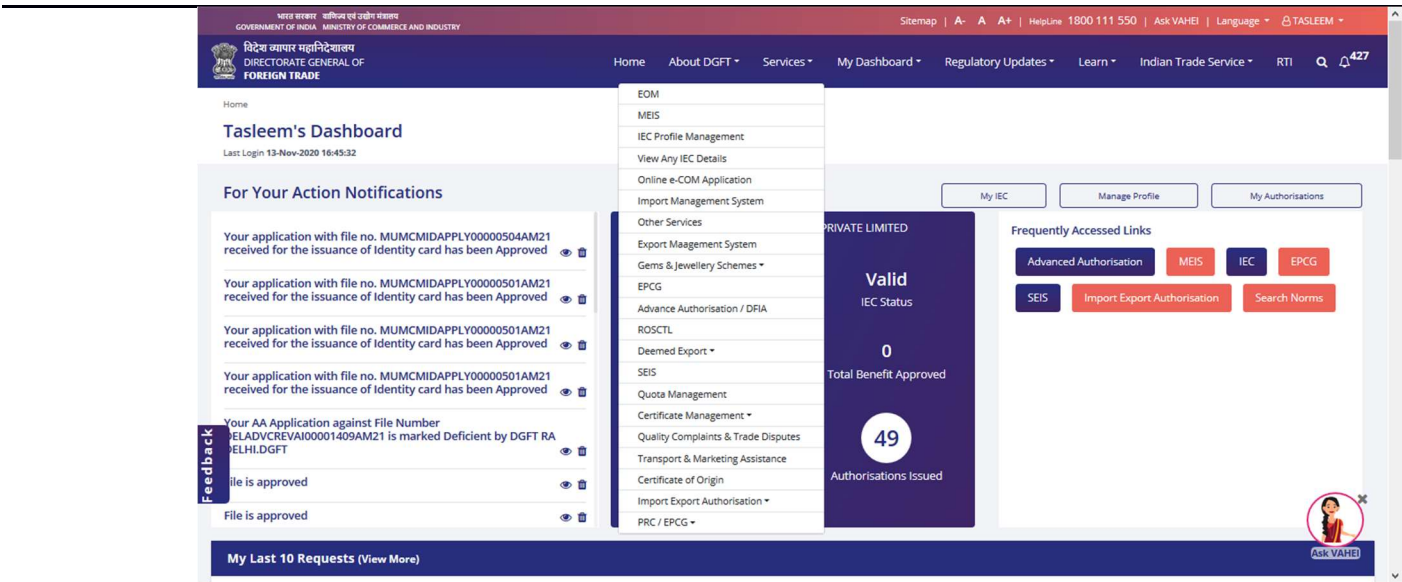 भारत सरकार वाणिज्य एवं उद्योग मंत्रालय
GOVERNMENT OF INDIA MINISTRY OF COMMERCE AND INDUSTRY
Sitemap | A- A A+ | HelpLine 1800 111 550 | Ask VAHEI | Language TASLEEM
विदेश व्यापार महानिदेशालय
DIRECTORATE GENERAL OF
FOREIGN TRADE
Home About DGFT Services My Dashboard Regulatory Updates Learn Indian Trade Service RTI 427
Home
Tasleem's Dashboard
Last Login 13-Nov-2020 16:45:32
EOM
MEIS
IEC Profile Management
View Any IEC Details
Online e-COM Application
Import Management System
Other Services
Export Maagement System
Gems & Jewellery Schemes
EPCG
Advance Authorisation / DFIA
ROSCTL
Deemed Export
SEIS
Quota Management
Certificate Management
Quality Complaints & Trade Disputes
Transport & Marketing Assistance
Certificate of Origin
Import Export Authorisation
PRC / EPCG
For Your Action Notifications
My IEC Manage Profile My Authorisations
Your application with file no. MUMCMIDAPPLY00000504AM21
received for the issuance of Identity card has been Approved
Your application with file no. MUMCMIDAPPLY00000501AM21
received for the issuance of Identity card has been Approved
Your application with file no. MUMCMIDAPPLY00000501AM21
received for the issuance of Identity card has been Approved
Your application with file no. MUMCMIDAPPLY00000501AM21
received for the issuance of Identity card has been Approved
Your AA Application against File Number
DELADVCREVAI00001409AM21 is marked Deficient by DGFT RA
DELHI.DGFT
File is approved
File is approved
PRIVATE LIMITED
Valid
IEC Status
0
Total Benefit Approved
49
Authorisations Issued
Frequently Accessed Links
Advanced Authorisation MEIS IEC EPCG
SEIS Import Export Authorisation Search Norms
Feedback
Ask VAHEI
My Last 10 Requests (View More)